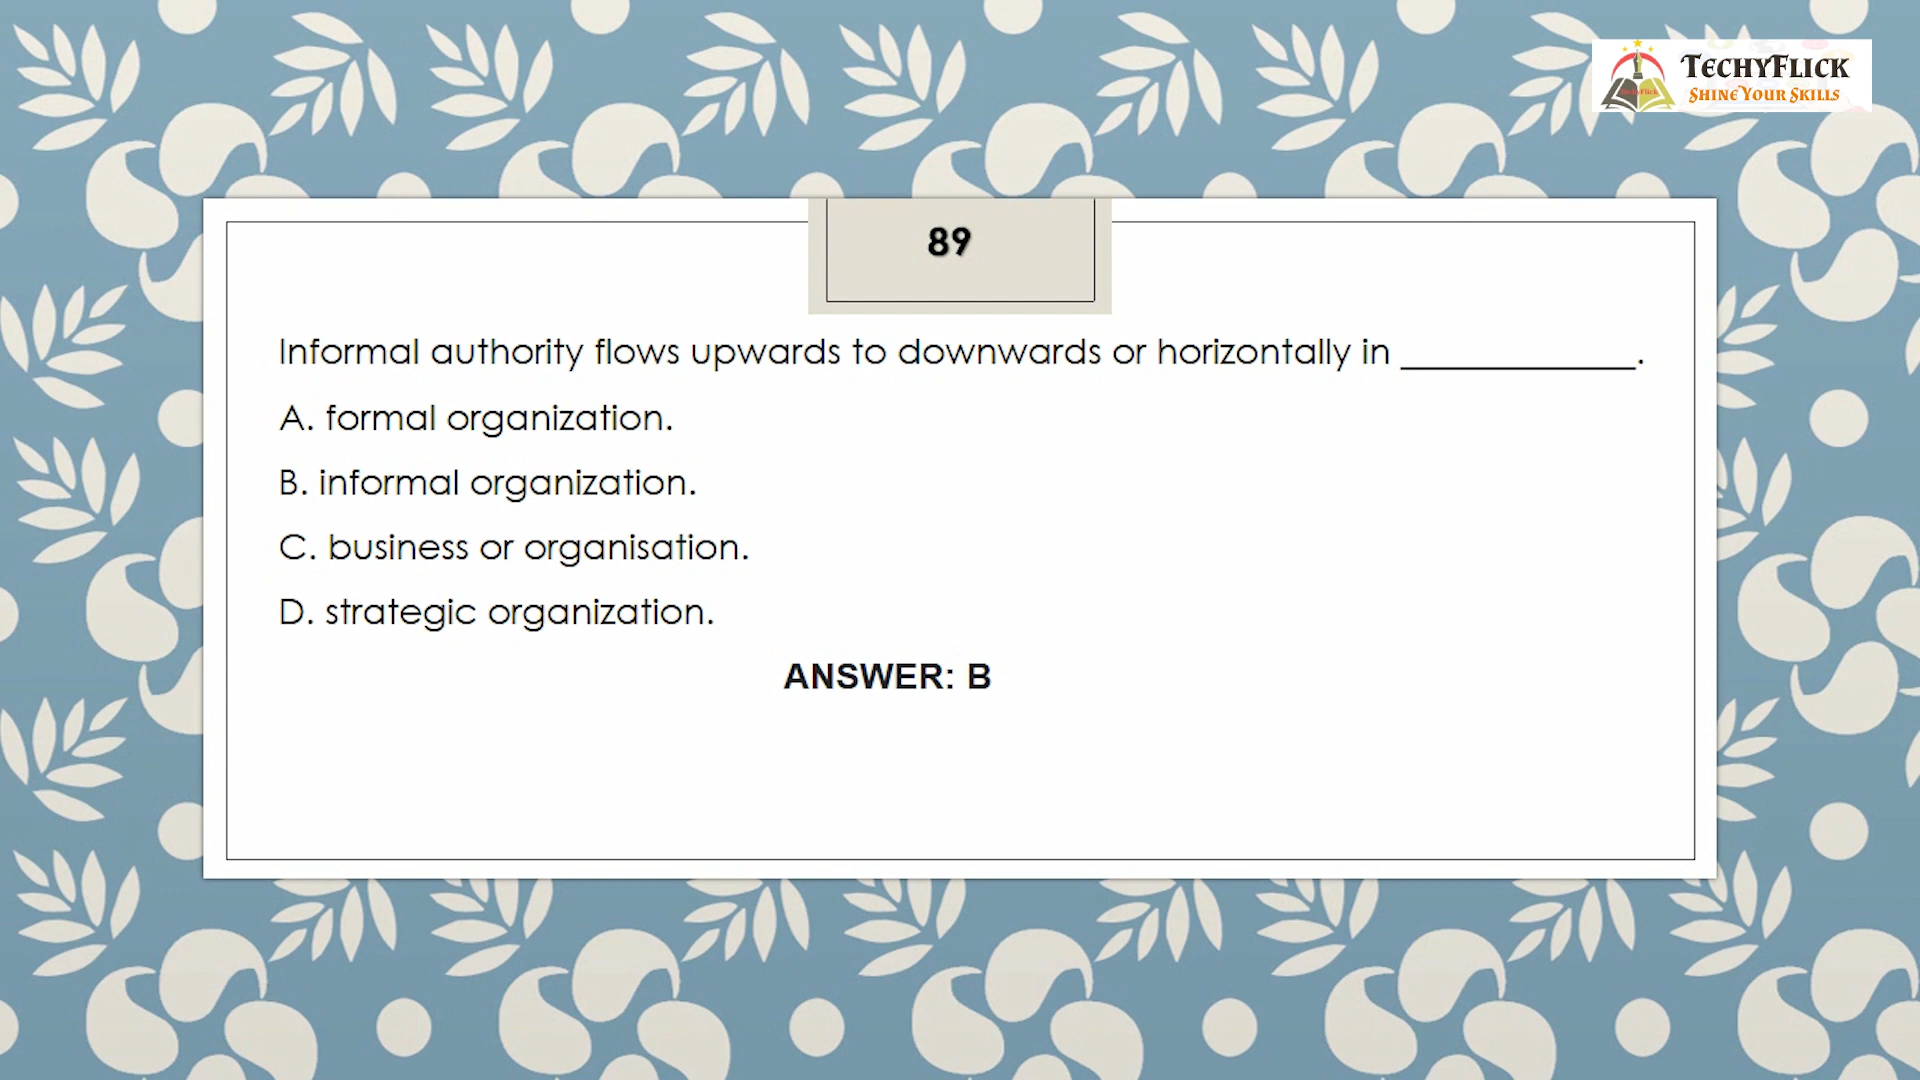 TECHYFLICK
SHINE YOUR SKILLS
89
Informal authority flows upwards to downwards or horizontally in _____________.
A. formal organization.
B. informal organization.
C. business or organisation.
D. strategic organization.
ANSWER: B